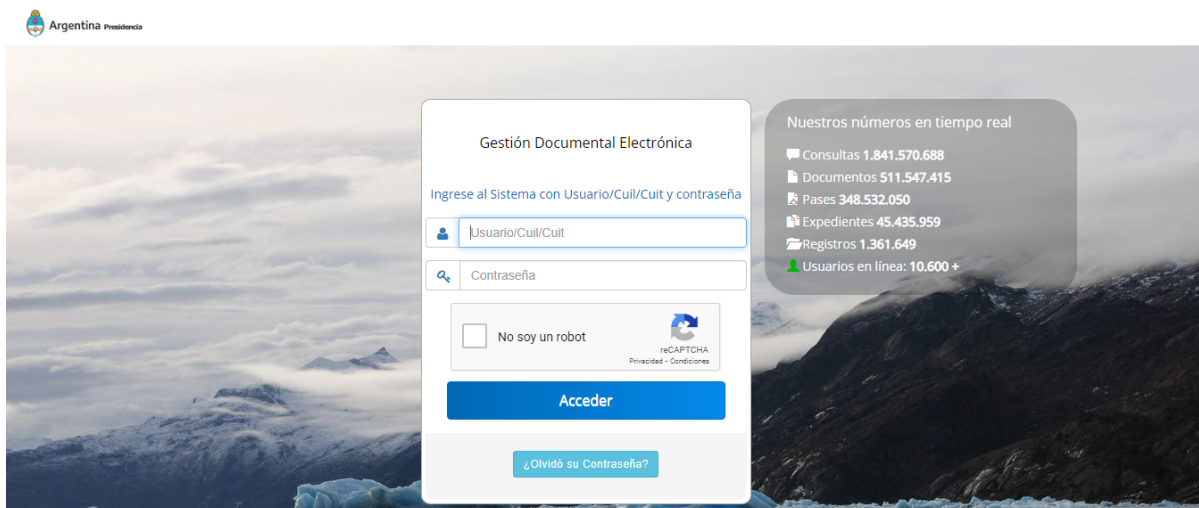 Argentina Presidencia
Gestión Documental Electrónica
Ingrese al Sistema con Usuario/Cuil/Cuit y contraseña
Usuario/Cuil/Cuit
Contraseña
No soy un robot
reCAPTCHA
Privacidad - Condiciones
Acceder
¿Olvidó su Contraseña?
Nuestros números en tiempo real
Consultas 1.841.570.688
Documentos 511.547.415
Pases 348.532.050
Expedientes 45.435.959
Registros 1.361.649
Usuarios en línea: 10.600 +